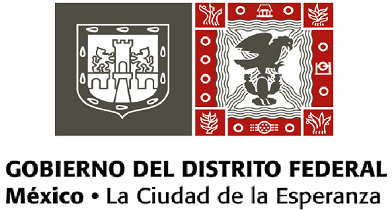 GOBIERNO DEL DISTRITO FEDERAL
México • La Ciudad de la Esperanza